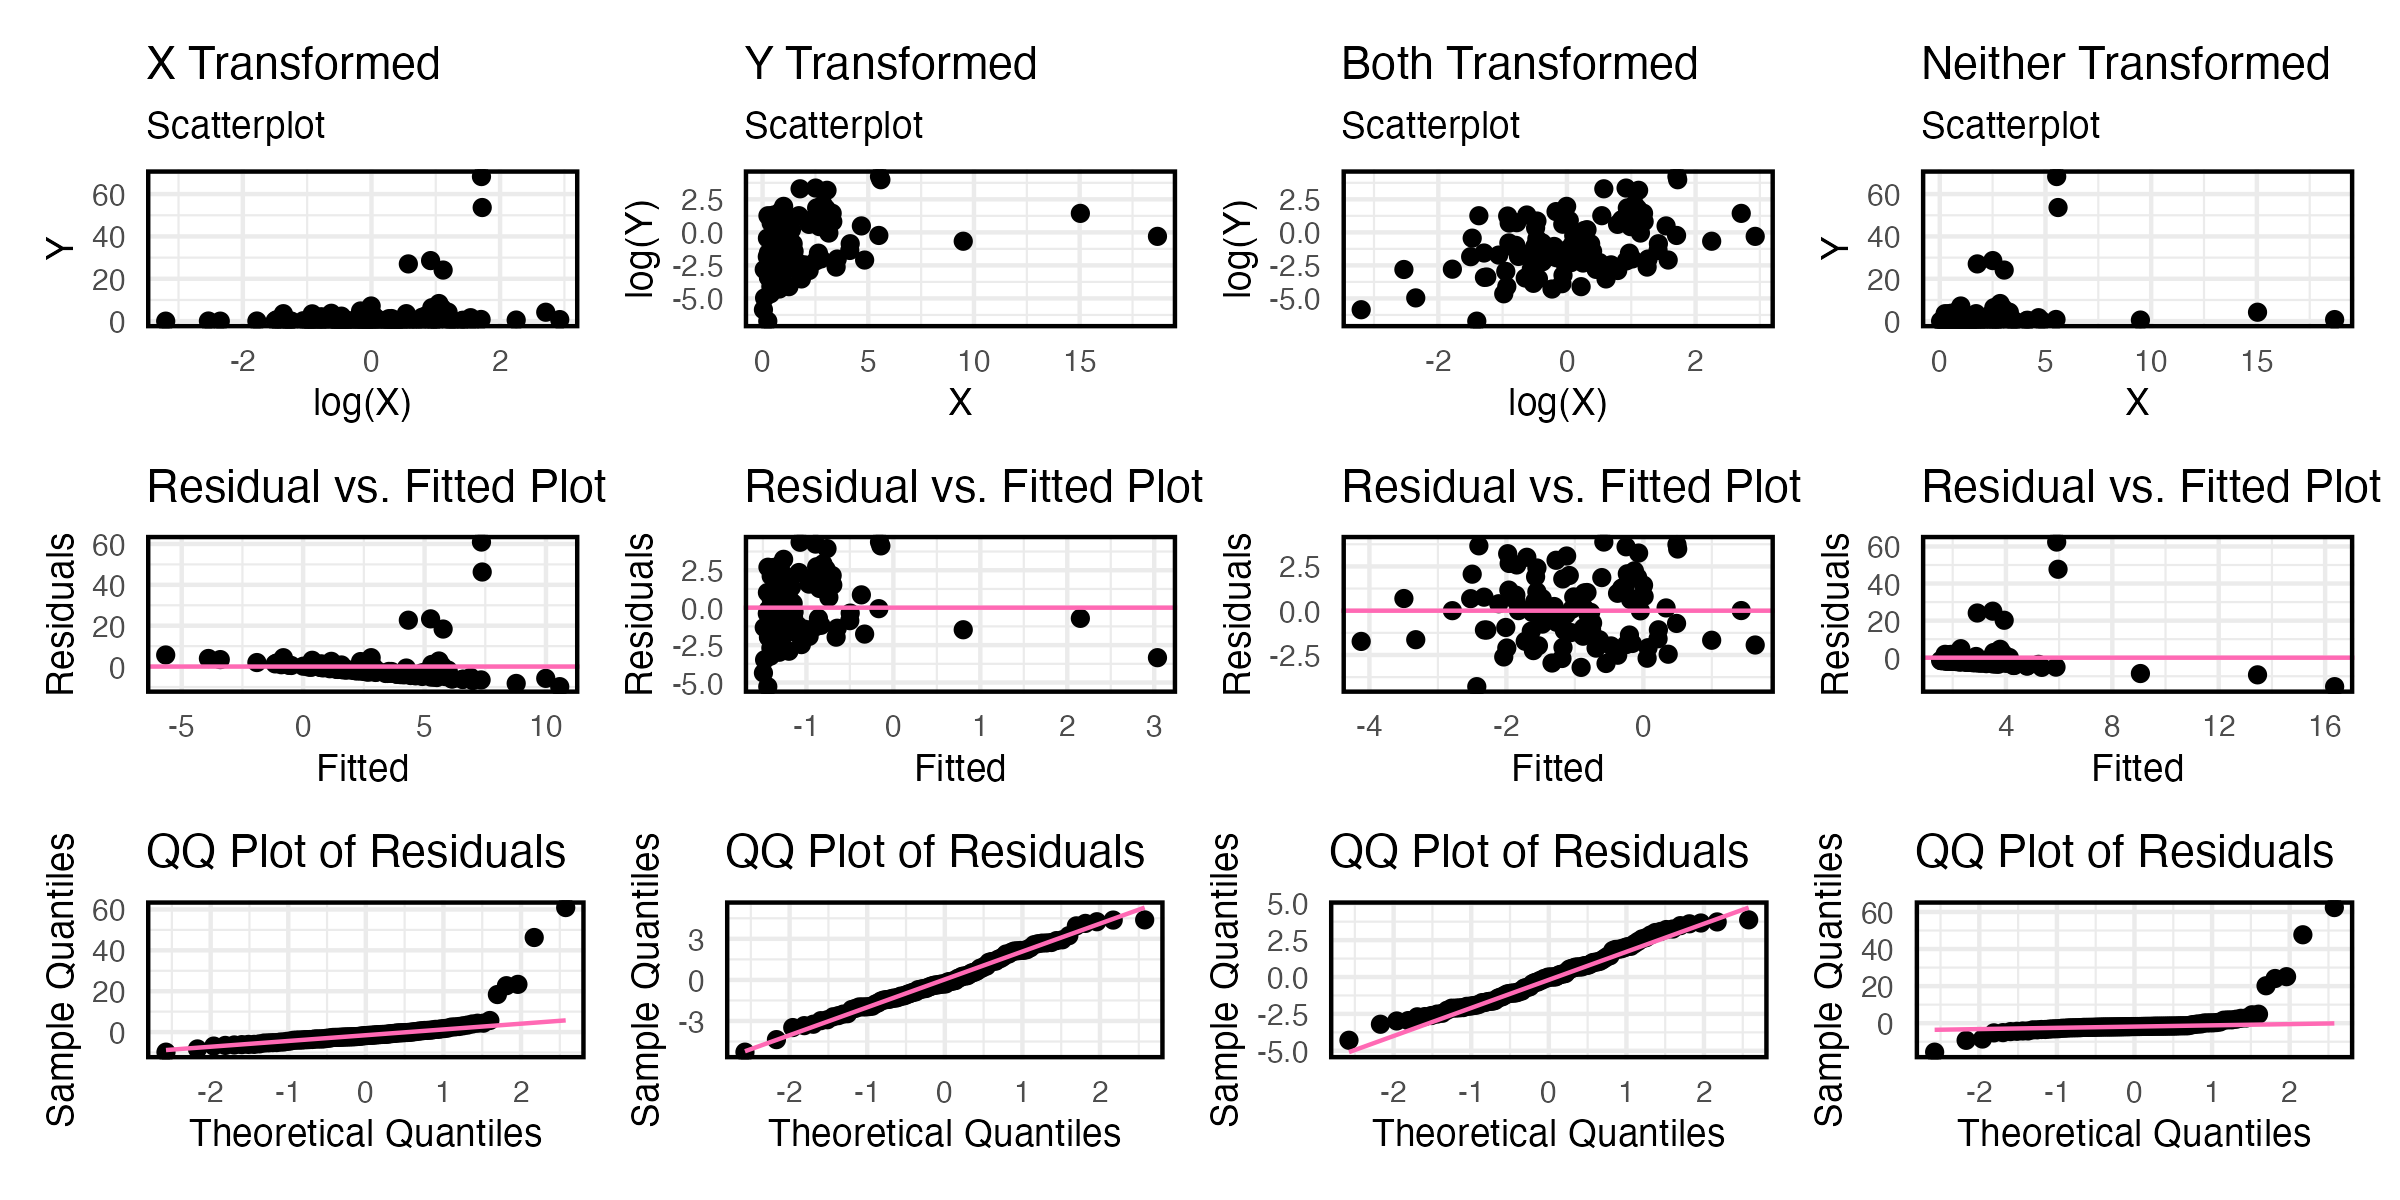 X Transformed
Y Transformed
Both Transformed
Neither Transformed
Scatterplot
Scatterplot
Scatterplot
Scatterplot
Y
60
40
20
0
-2 0 2
log(X)
log(Y)
2.5
0.0
-2.5
-5.0
0 5 10 15
X
log(Y)
2.5
0.0
-2.5
-5.0
-2 0 2
log(X)
Y
60
40
20
0
0 5 10 15
X
Residual vs. Fitted Plot
Residual vs. Fitted Plot
Residual vs. Fitted Plot
Residual vs. Fitted Plot
Residuals
60
40
20
0
-5 0 5 10
Fitted
Residuals
2.5
0.0
-2.5
-5.0
-1 0 1 2 3
Fitted
Residuals
2.5
0.0
-2.5
-4 -2 0
Fitted
Residuals
60
40
20
0
4 8 12 16
Fitted
QQ Plot of Residuals
QQ Plot of Residuals
QQ Plot of Residuals
QQ Plot of Residuals
Sample Quantiles
60
40
20
0
-2 -1 0 1 2
Theoretical Quantiles
Sample Quantiles
3
0
-3
-2 -1 0 1 2
Theoretical Quantiles
Sample Quantiles
5.0
2.5
0.0
-2.5
-5.0
-2 -1 0 1 2
Theoretical Quantiles
Sample Quantiles
60
40
20
0
-2 -1 0 1 2
Theoretical Quantiles